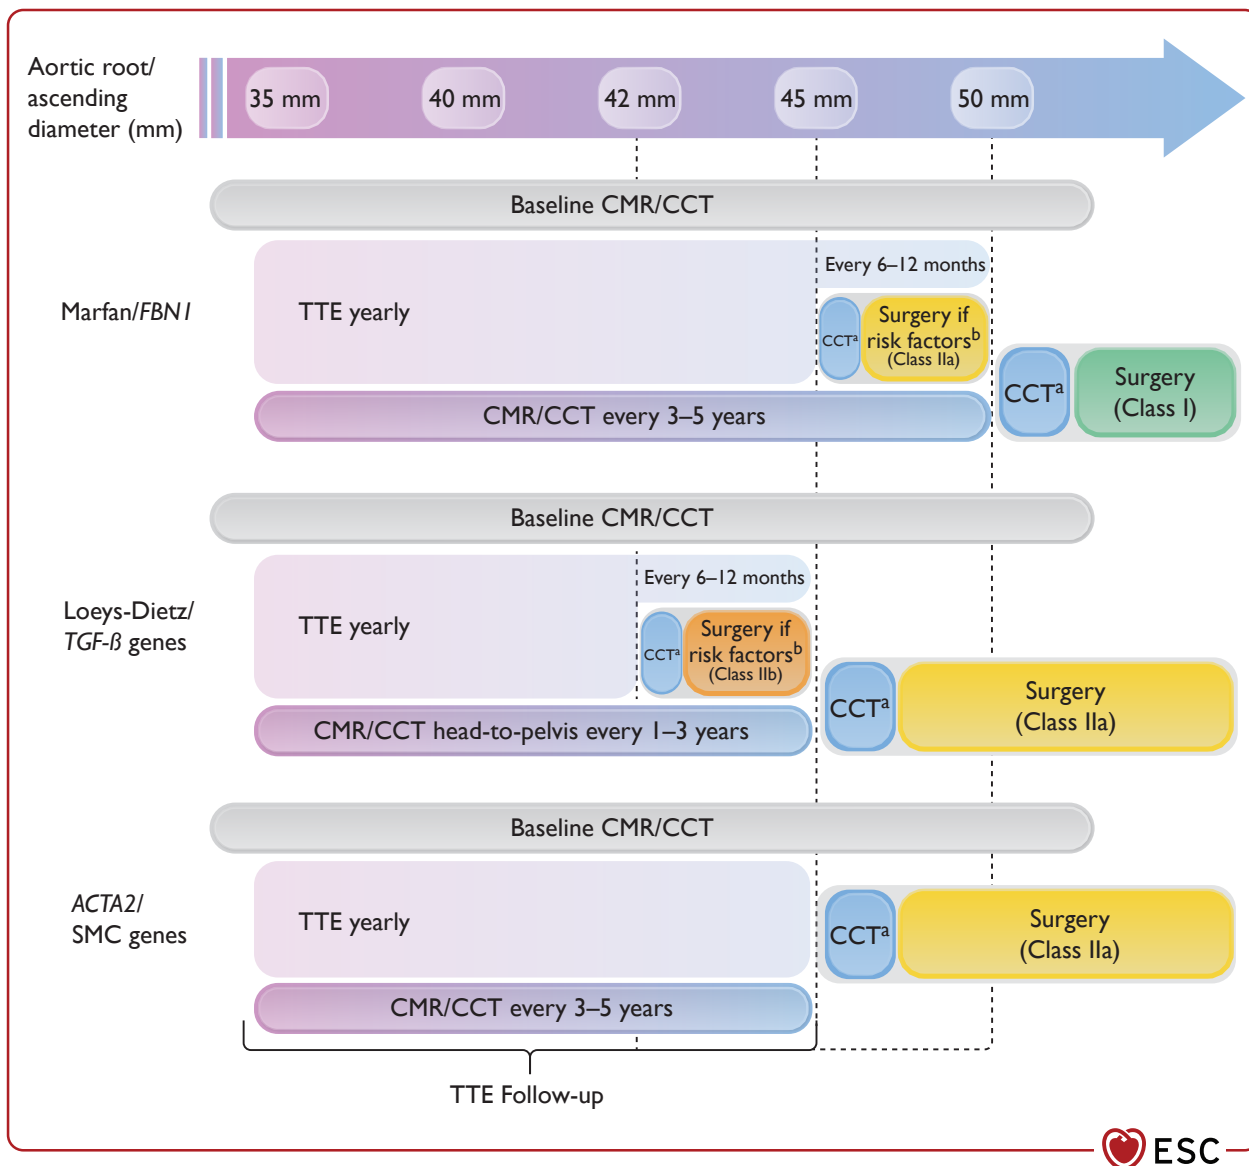 Aortic root/
ascending
diameter (mm)
35 mm
40 mm
42 mm
45 mm
50 mm
Baseline CMR/CCT
Marfan/FBN1
TTE yearly
Every 6–12 months
CCTᵃ
Surgery if
risk factorsᵇ
(Class IIa)
CMR/CCT every 3–5 years
CCTᵃ
Surgery
(Class I)
Baseline CMR/CCT
Loeys-Dietz/
TGF-ß genes
TTE yearly
Every 6–12 months
CCTᵃ
Surgery if
risk factorsᵇ
(Class IIb)
CMR/CCT head-to-pelvis every 1–3 years
CCTᵃ
Surgery
(Class IIa)
Baseline CMR/CCT
ACTA2/
SMC genes
TTE yearly
CCTᵃ
Surgery
(Class IIa)
CMR/CCT every 3–5 years
TTE Follow-up
ESC